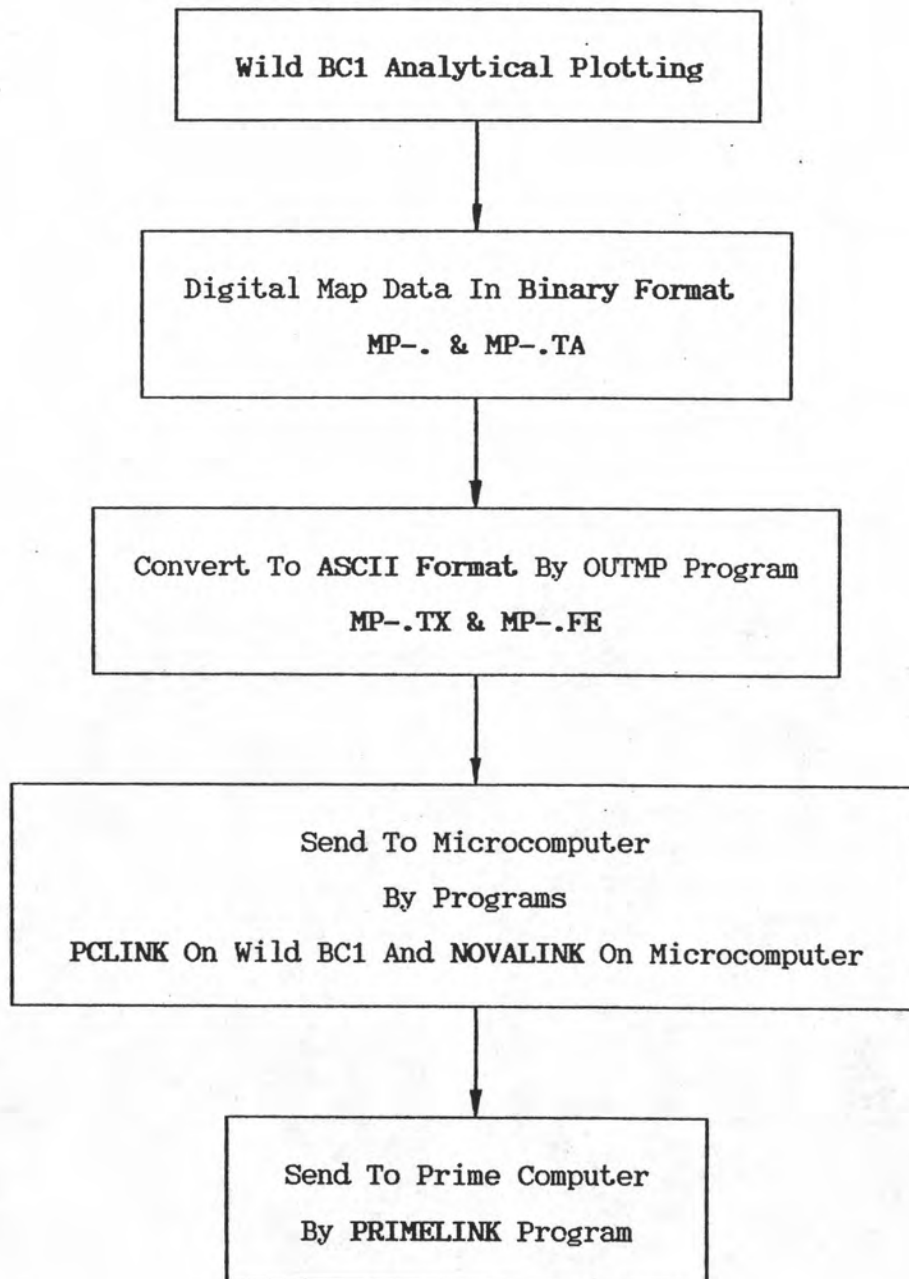 Wild BC1 Analytical Plotting
Digital Map Data In Binary Format
MP-. & MP-.TA
Convert To ASCII Format By OUTMP Program
MP-.TX & MP-.FE
Send To Microcomputer
By Programs
PCLINK On Wild BC1 And NOVALINK On Microcomputer
Send To Prime Computer
By PRIMELINK Program